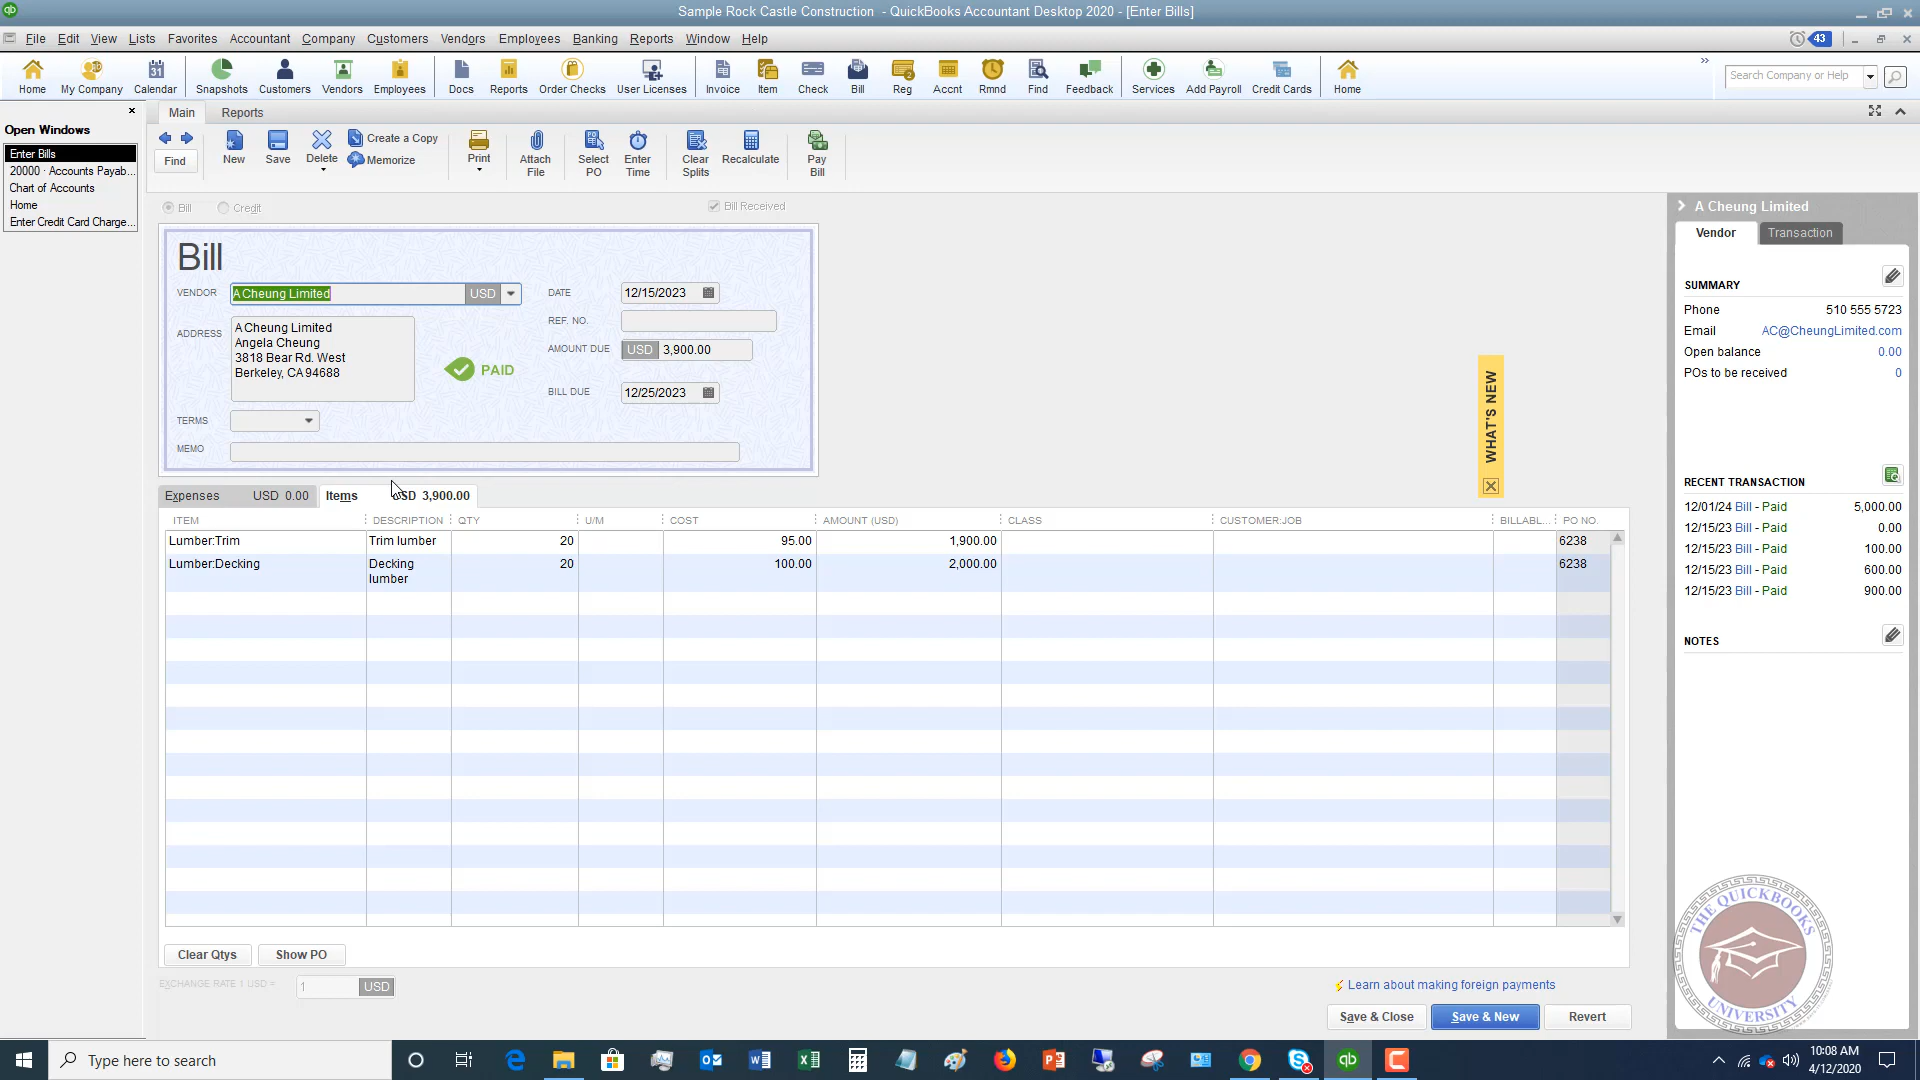 Sample Rock Castle Construction - QuickBooks Accountant Desktop 2020 - [Enter Bills]
File Edit View Lists Favorites Accountant Company Customers Vendors Employees Banking Reports Window Help
43
Home My Company Calendar Snapshots Customers Vendors Employees Docs Reports Order Checks User Licenses Invoice Item Check Bill Reg Accnt Rmnd Find Feedback Services Add Payroll Credit Cards Home
Search Company or Help
Open Windows
Enter Bills
20000 · Accounts Payab...
Chart of Accounts
Home
Enter Credit Card Charge...
Main Reports
Find New Save Delete Create a Copy
Memorize
Print Attach File Select PO Enter Time Clear Splits Recalculate Pay Bill
Bill Credit Bill Received
Bill
VENDOR A Cheung Limited USD DATE 12/15/2023
REF. NO.
ADDRESS A Cheung Limited
Angela Cheung
3818 Bear Rd. West
Berkeley, CA 94688
PAID
AMOUNT DUE USD 3,900.00
BILL DUE 12/25/2023
TERMS
MEMO
Expenses USD 0.00 Items USD 3,900.00
ITEM DESCRIPTION QTY U/M COST AMOUNT (USD) CLASS CUSTOMER:JOB BILLABL... PO NO.
Lumber:Trim Trim lumber 20 95.00 1,900.00 6238
Lumber:Decking Decking lumber 20 100.00 2,000.00 6238
Clear Qtys Show PO
EXCHANGE RATE 1 USD = 1 USD
Learn about making foreign payments
Save & Close Save & New Revert
WHAT'S NEW
A Cheung Limited
Vendor Transaction
SUMMARY
Phone 510 555 5723
Email AC@CheungLimited.com
Open balance 0.00
POs to be received 0
RECENT TRANSACTION
12/01/24 Bill - Paid 5,000.00
12/15/23 Bill - Paid 0.00
12/15/23 Bill - Paid 100.00
12/15/23 Bill - Paid 600.00
12/15/23 Bill - Paid 900.00
NOTES
THE QUICKBOOKS
UNIVERSITY
Type here to search
10:08 AM
4/12/2020